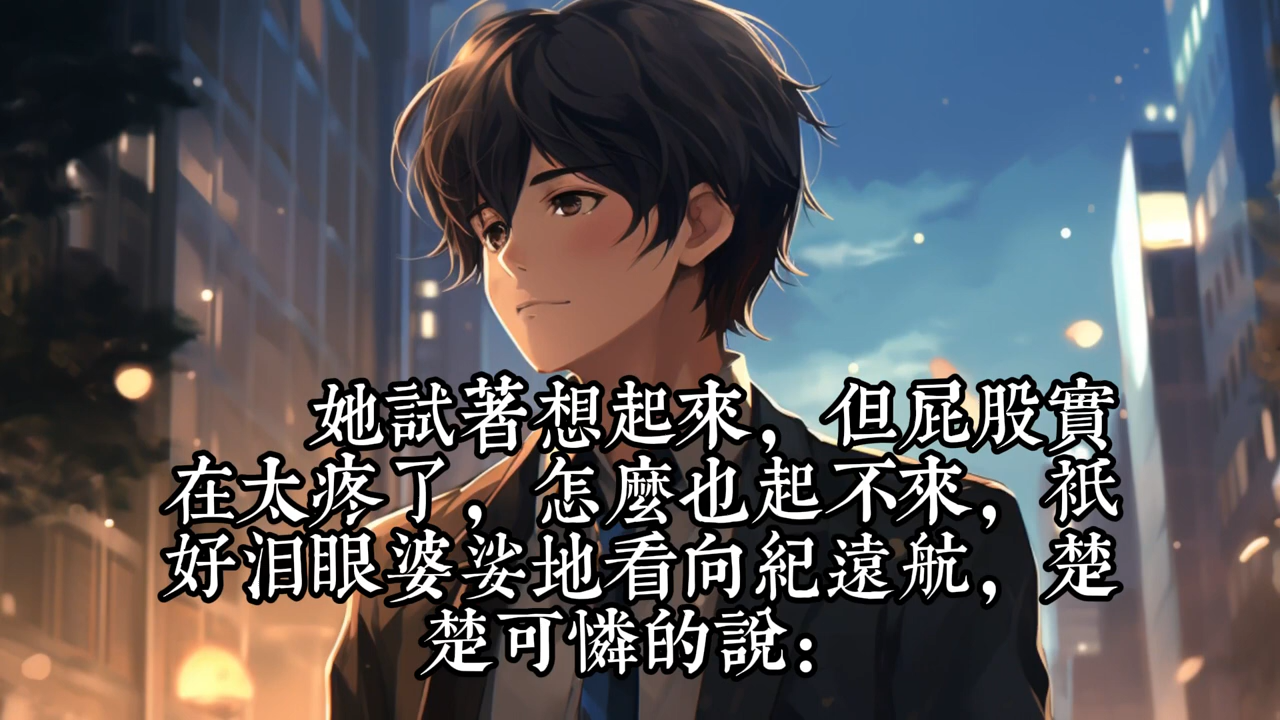 她試著想起來，但屁股實
在太疼了，怎麼也起不來，祇
好泪眼婆娑地看向紀遠航，楚
楚可憐的說：